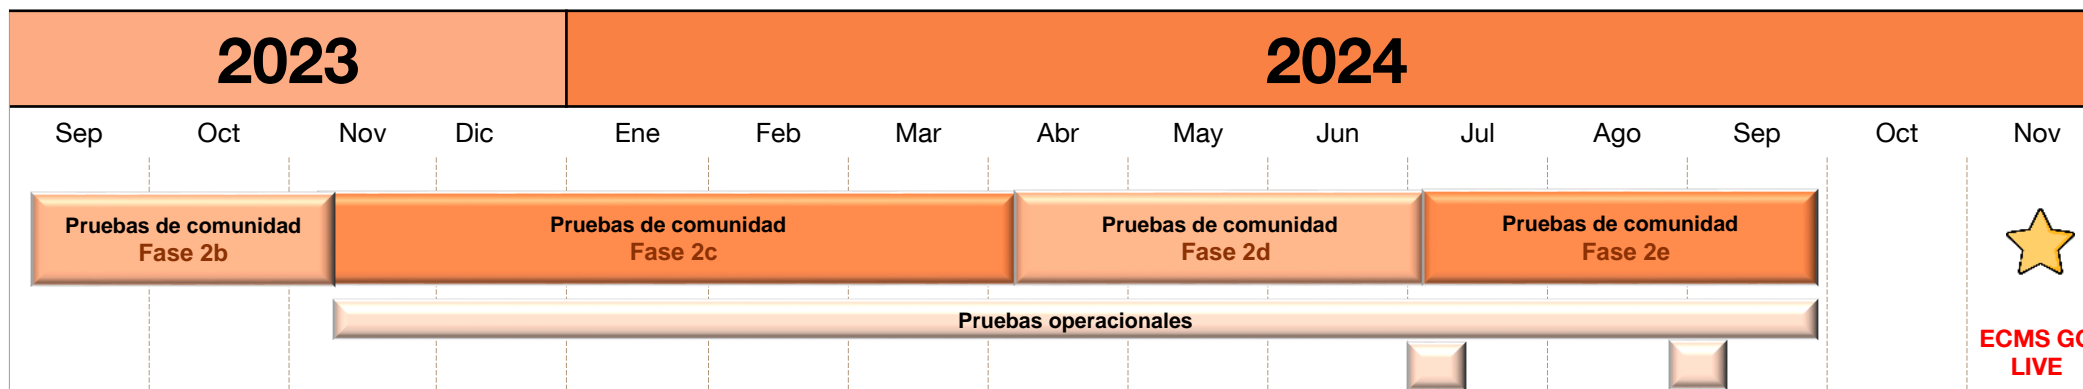 2023 2024
Sep Oct Nov Dic Ene Feb Mar Abr May Jun Jul Ago Sep Oct Nov
Pruebas de comunidad
Fase 2b
Pruebas de comunidad
Fase 2c
Pruebas de comunidad
Fase 2d
Pruebas de comunidad
Fase 2e
Pruebas operacionales
ECMS GO
LIVE